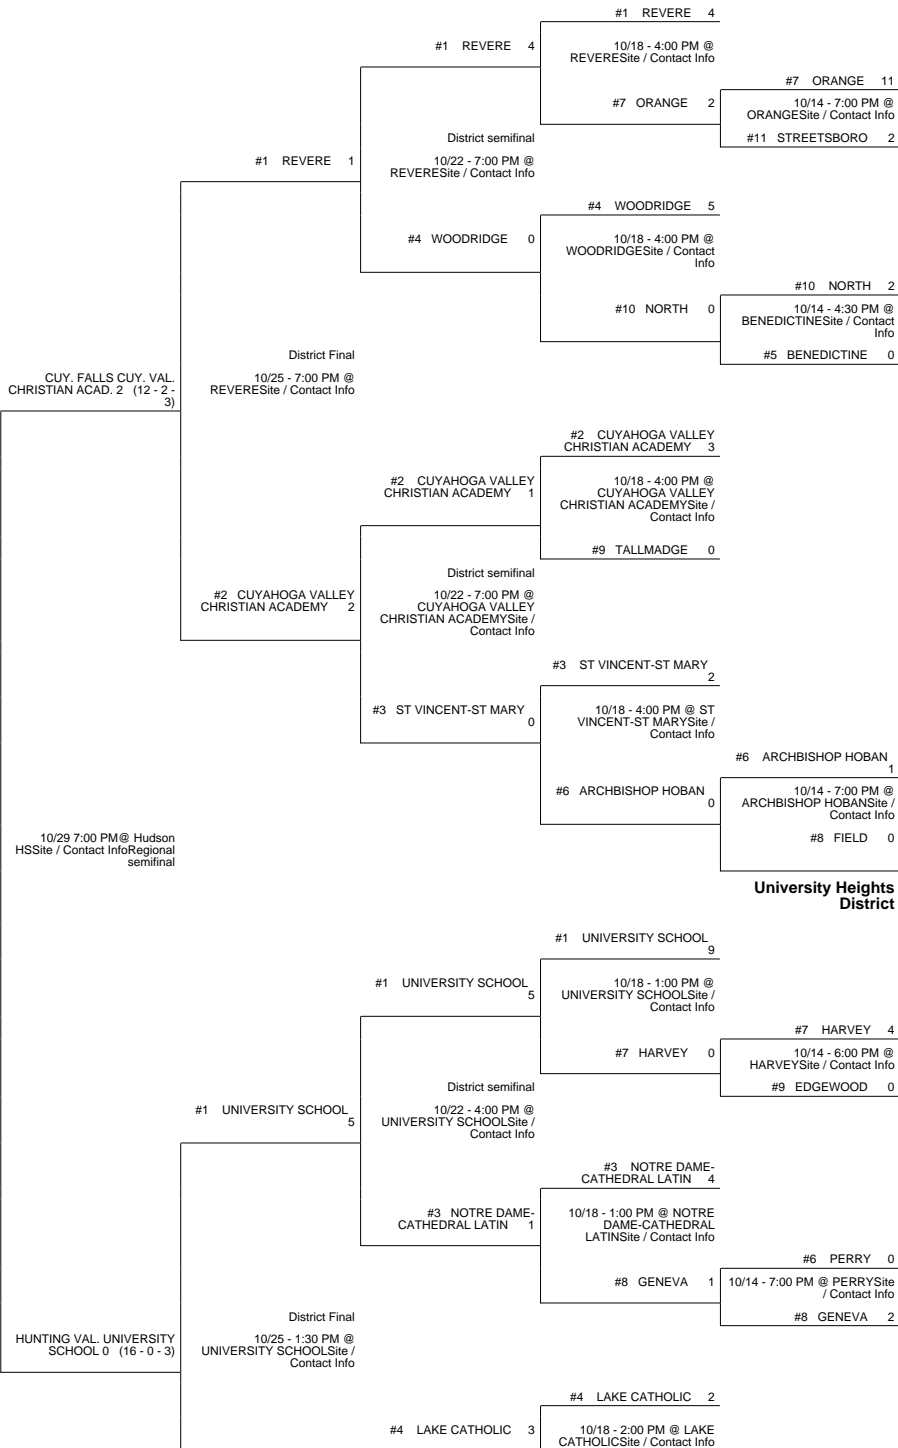 #1 REVERE 4
#1 REVERE 4
10/18 - 4:00 PM @
REVERESite / Contact Info
#7 ORANGE 11
#7 ORANGE 2
10/14 - 7:00 PM @
ORANGESite / Contact Info
District semifinal
#11 STREETSBORO 2
#1 REVERE 1
10/22 - 7:00 PM @
REVERESite / Contact Info
#4 WOODRIDGE 5
#4 WOODRIDGE 0
10/18 - 4:00 PM @
WOODRIDGESite / Contact
Info
#10 NORTH 2
#10 NORTH 0
10/14 - 4:30 PM @
BENEDICTINESite / Contact
Info
District Final
#5 BENEDICTINE 0
CUY. FALLS CUY. VAL.
CHRISTIAN ACAD. 2 (12 - 2 -
3)
10/25 - 7:00 PM @
REVERESite / Contact Info
#2 CUYAHOGA VALLEY
CHRISTIAN ACADEMY 3
#2 CUYAHOGA VALLEY
CHRISTIAN ACADEMY 1
10/18 - 4:00 PM @
CUYAHOGA VALLEY
CHRISTIAN ACADEMYSite /
Contact Info
#9 TALLMADGE 0
District semifinal
#2 CUYAHOGA VALLEY
CHRISTIAN ACADEMY 2
10/22 - 7:00 PM @
CUYAHOGA VALLEY
CHRISTIAN ACADEMYSite /
Contact Info
#3 ST VINCENT-ST MARY
2
#3 ST VINCENT-ST MARY
0
10/18 - 4:00 PM @ ST
VINCENT-ST MARYSite /
Contact Info
#6 ARCHBISHOP HOBAN
1
#6 ARCHBISHOP HOBAN
0
10/14 - 7:00 PM @
ARCHBISHOP HOBANSite /
Contact Info
10/29 7:00 PM@ Hudson
HSSite / Contact InfoRegional
semifinal
#8 FIELD 0
University Heights
District
#1 UNIVERSITY SCHOOL
9
#1 UNIVERSITY SCHOOL
5
10/18 - 1:00 PM @
UNIVERSITY SCHOOLSite /
Contact Info
#7 HARVEY 4
#7 HARVEY 0
10/14 - 6:00 PM @
HARVEYSite / Contact Info
District semifinal
#9 EDGEWOOD 0
#1 UNIVERSITY SCHOOL
5
10/22 - 4:00 PM @
UNIVERSITY SCHOOLSite /
Contact Info
#3 NOTRE DAME-
CATHEDRAL LATIN 4
#3 NOTRE DAME-
CATHEDRAL LATIN 1
10/18 - 1:00 PM @ NOTRE
DAME-CATHEDRAL
LATINSite / Contact Info
#6 PERRY 0
#8 GENEVA 1
10/14 - 7:00 PM @ PERRYSite
/ Contact Info
District Final
#8 GENEVA 2
HUNTING VAL. UNIVERSITY
SCHOOL 0 (16 - 0 - 3)
10/25 - 1:30 PM @
UNIVERSITY SCHOOLSite /
Contact Info
#4 LAKE CATHOLIC 2
#4 LAKE CATHOLIC 3
10/18 - 2:00 PM @ LAKE
CATHOLICSite / Contact Info